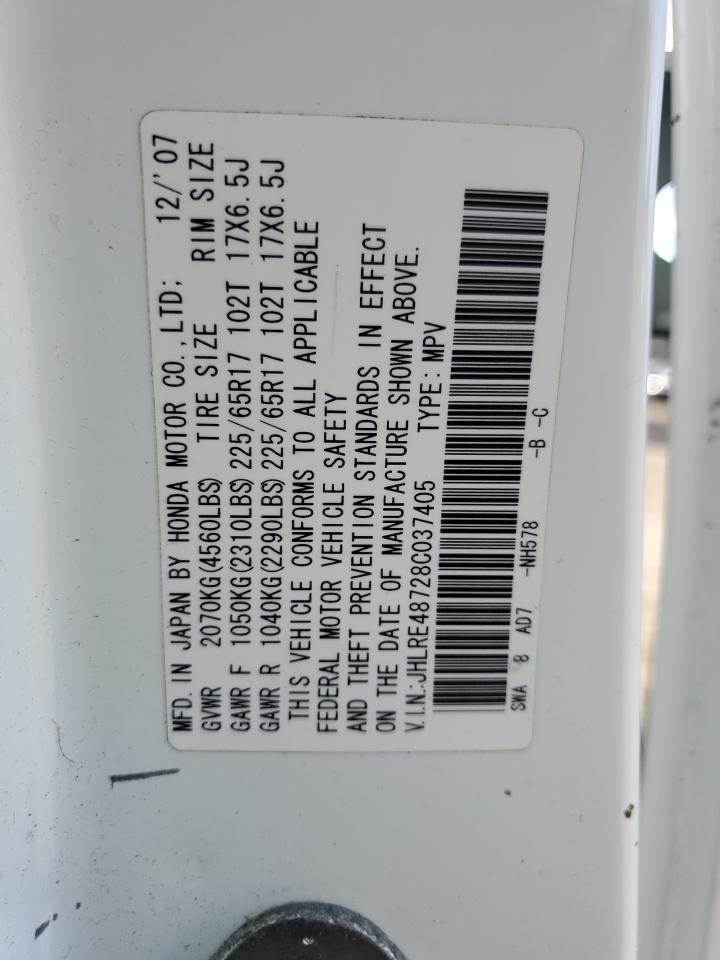 MFD. IN JAPAN BY HONDA MOTOR CO.,LTD; 12/'07
GVWR 2070KG(4560LBS) TIRE SIZE RIM SIZE
GAWR F 1050KG(2310LBS) 225/65R17 102T 17X6.5J
GAWR R 1040KG(2290LBS) 225/65R17 102T 17X6.5J
THIS VEHICLE CONFORMS TO ALL APPLICABLE
FEDERAL MOTOR VEHICLE SAFETY
AND THEFT PREVENTION STANDARDS IN EFFECT
ON THE DATE OF MANUFACTURE SHOWN ABOVE.
V.I.N.:JHLRE48728C037405 TYPE:MPV
SWA 8 AD7 -NH578 -B -C